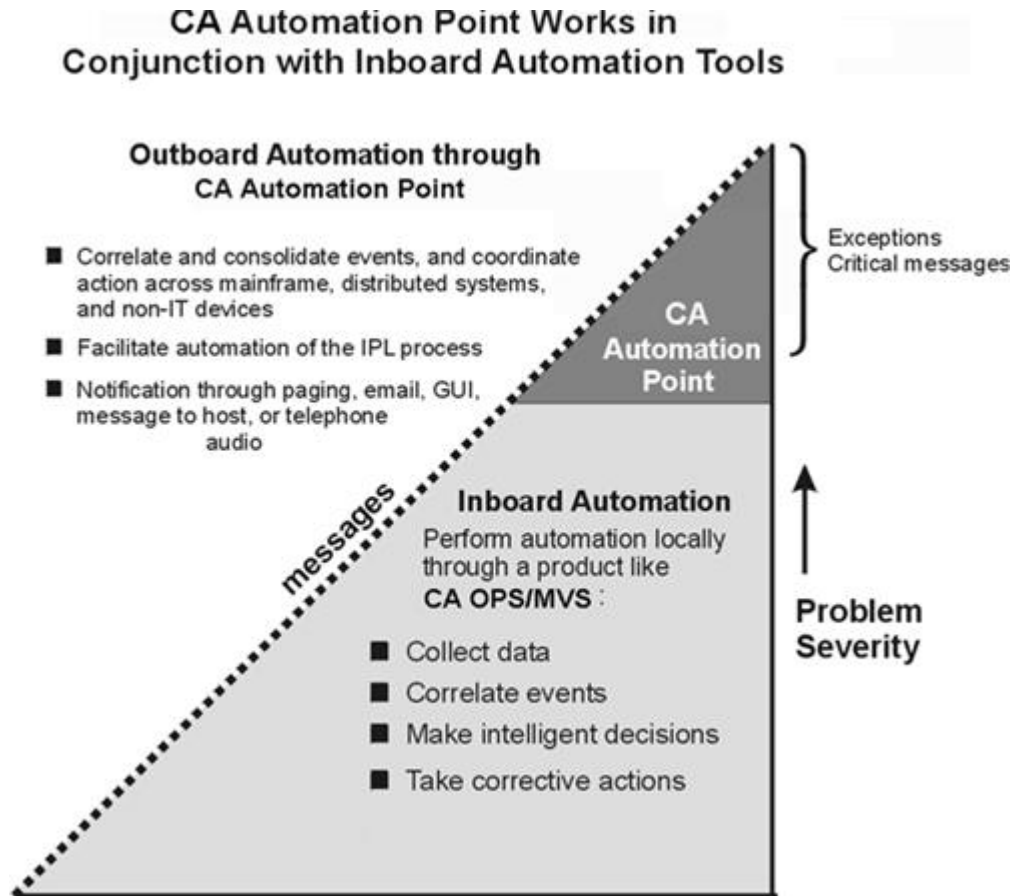 CA Automation Point Works in
Conjunction with Inboard Automation Tools
Outboard Automation through
CA Automation Point
■ Correlate and consolidate events, and coordinate
action across mainframe, distributed systems,
and non-IT devices
■ Facilitate automation of the IPL process
■ Notification through paging, email, GUI,
message to host, or telephone
audio
Exceptions
Critical messages
CA
Automation
Point
messages
Inboard Automation
Perform automation locally
through a product like
CA OPS/MVS :
■ Collect data
■ Correlate events
■ Make intelligent decisions
■ Take corrective actions
Problem
Severity